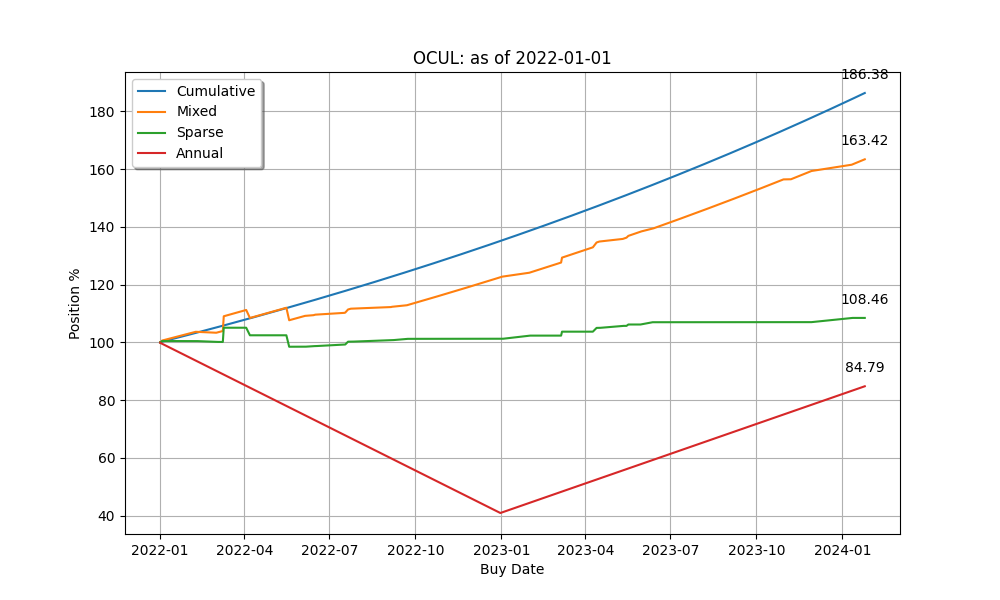 OCUL: as of 2022-01-01
Cumulative
Mixed
Sparse
Annual
186.38
163.42
108.46
84.79
Position %
180
160
140
120
100
80
60
40
2022-01 2022-04 2022-07 2022-10 2023-01 2023-04 2023-07 2023-10 2024-01
Buy Date